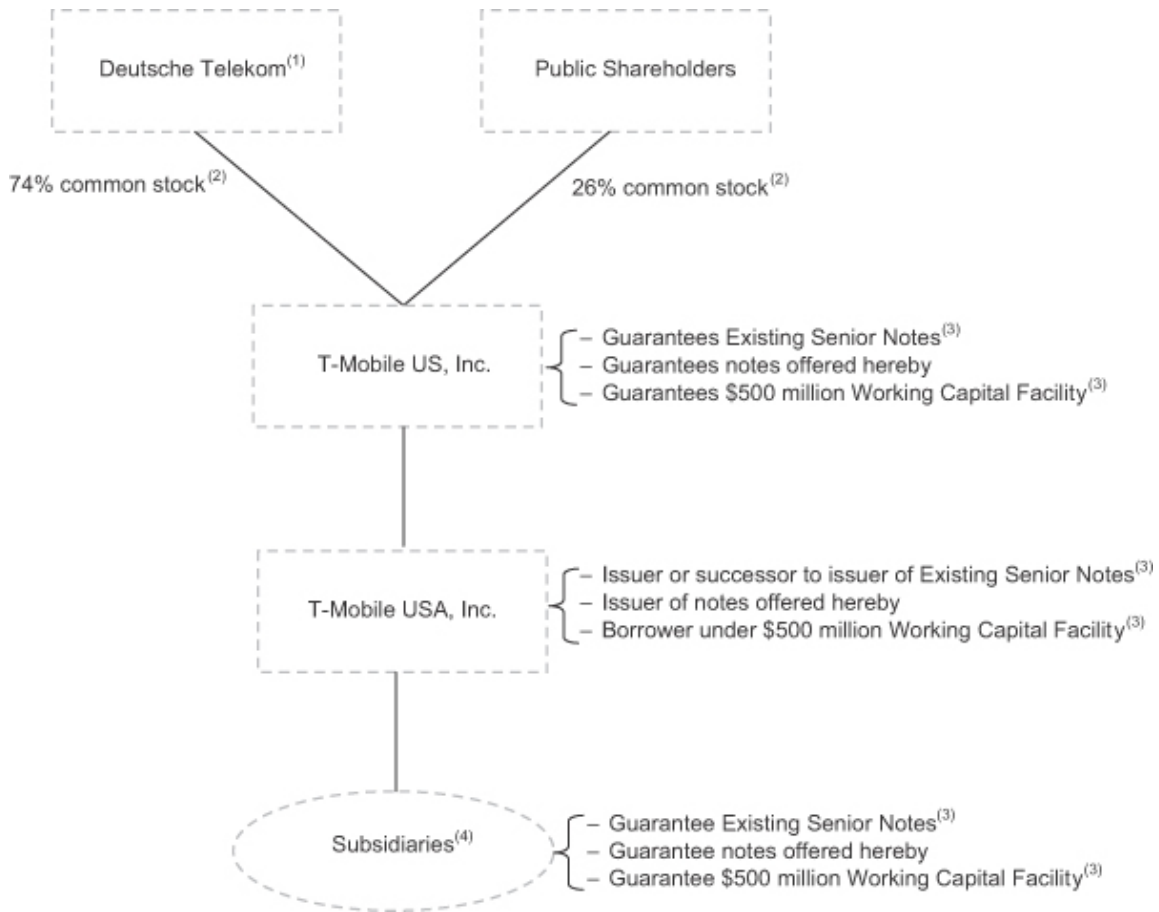 Deutsche Telekom(1)
Public Shareholders
74% common stock(2)
26% common stock(2)
T-Mobile US, Inc.
– Guarantees Existing Senior Notes(3)
– Guarantees notes offered hereby
– Guarantees $500 million Working Capital Facility(3)
T-Mobile USA, Inc.
– Issuer or successor to issuer of Existing Senior Notes(3)
– Issuer of notes offered hereby
– Borrower under $500 million Working Capital Facility(3)
Subsidiaries(4)
– Guarantee Existing Senior Notes(3)
– Guarantee notes offered hereby
– Guarantee $500 million Working Capital Facility(3)